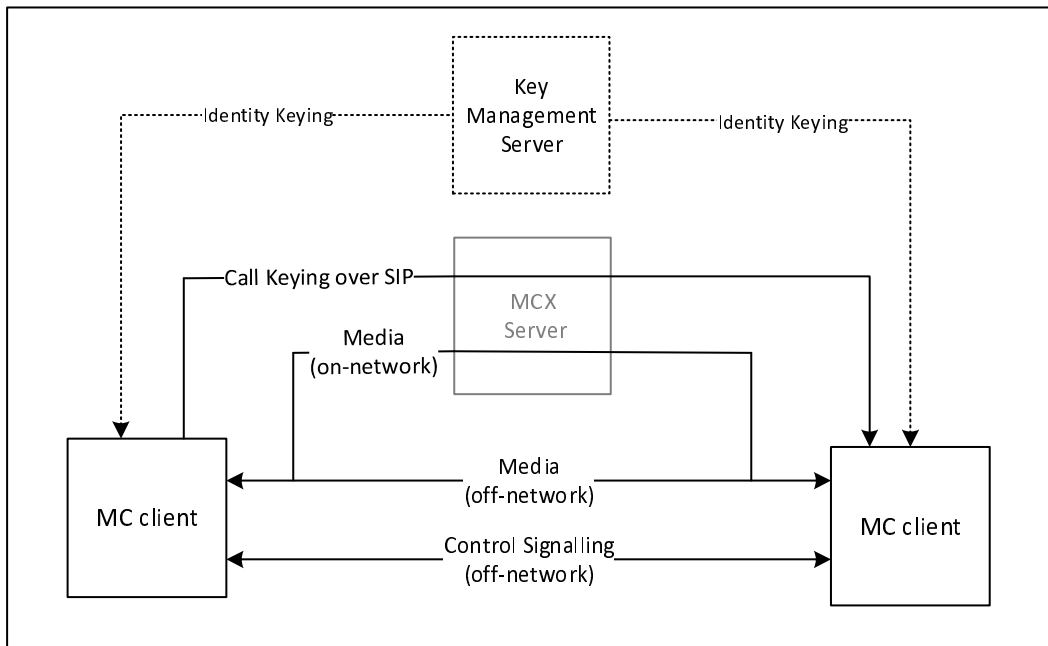 Key
Management
Server
Identity Keying
Identity Keying
Call Keying over SIP
MCX
Server
Media
(on-network)
Media
(off-network)
MC client
MC client
Control Signalling
(off-network)